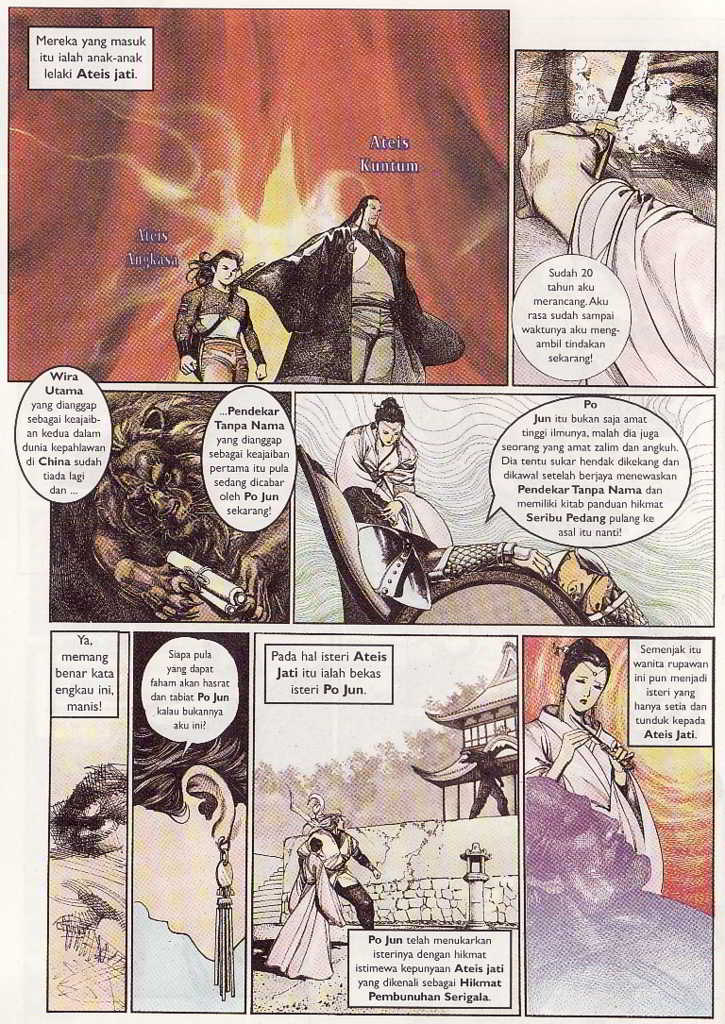 Mereka yang masuk
itu ialah anak-anak
lelaki Ateis jati.
Ateis
Kuntum
Ateis
Angkasa
Sudah 20
tahun aku
merancang. Aku
rasa sudah sampai
waktunya aku meng-
ambil tindakan
sekarang!
Wira
Utama
yang dianggap
sebagai keajaib-
an kedua dalam
dunia kepahlawan
di China sudah
tiada lagi
dan ...
...Pendekar
Tanpa Nama
yang dianggap
sebagai keajaiban
pertama itu pula
sedang dicabar
oleh Po Jun
sekarang!
Po
Jun itu bukan saja amat
tinggi ilmunya, malah dia juga
seorang yang amat zalim dan angkuh.
Dia tentu sukar hendak dikekang dan
dikawal setelah berjaya menewaskan
Pendekar Tanpa Nama dan
memiliki kitab panduan hikmat
Seribu Pedang pulang ke
asal itu nanti!
Ya,
memang
benar kata
engkau ini,
manis!
Siapa pula
yang dapat
faham akan hasrat
dan tabiat Po Jun
kalau bukannya
aku ini?
Pada hal isteri Ateis
Jati itu ialah bekas
isteri Po Jun.
Po Jun telah menukarkan
isterinya dengan hikmat
istimewa kepunyaan Ateis jati
yang dikenali sebagai Hikmat
Pembunuhan Serigala.
Semenjak itu
wanita rupawan
ini pun menjadi
isteri yang
hanya setia dan
tunduk kepada
Ateis Jati.